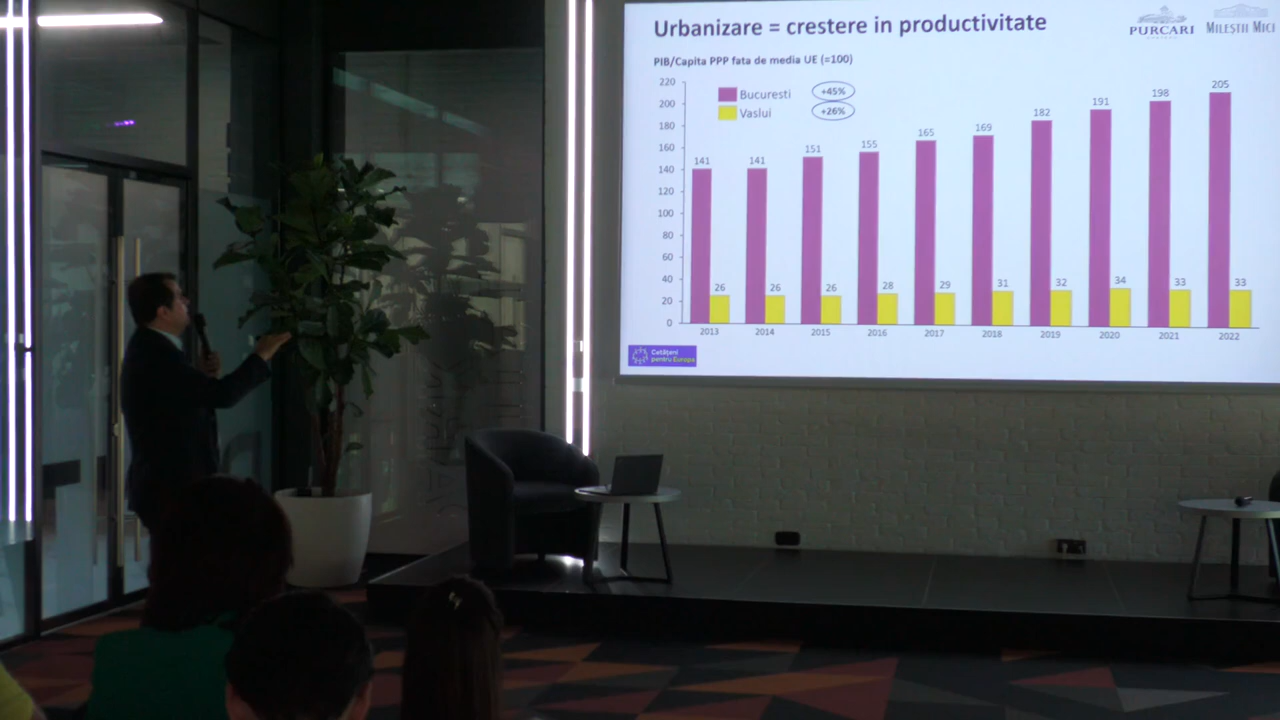 Urbanizare = crestere in productivitate
PURCARI
MILEȘTII MICI
PIB/Capita PPP fata de media UE (=100)
220
200
180
160
140
120
100
80
60
40
20
0
Bucuresti +45%
Vaslui +26%
141 141 151 155 165 169 182 191 198 205
26 26 26 28 29 31 32 34 33 33
2013 2014 2015 2016 2017 2018 2019 2020 2021 2022
Cetățeni
pentru Europa